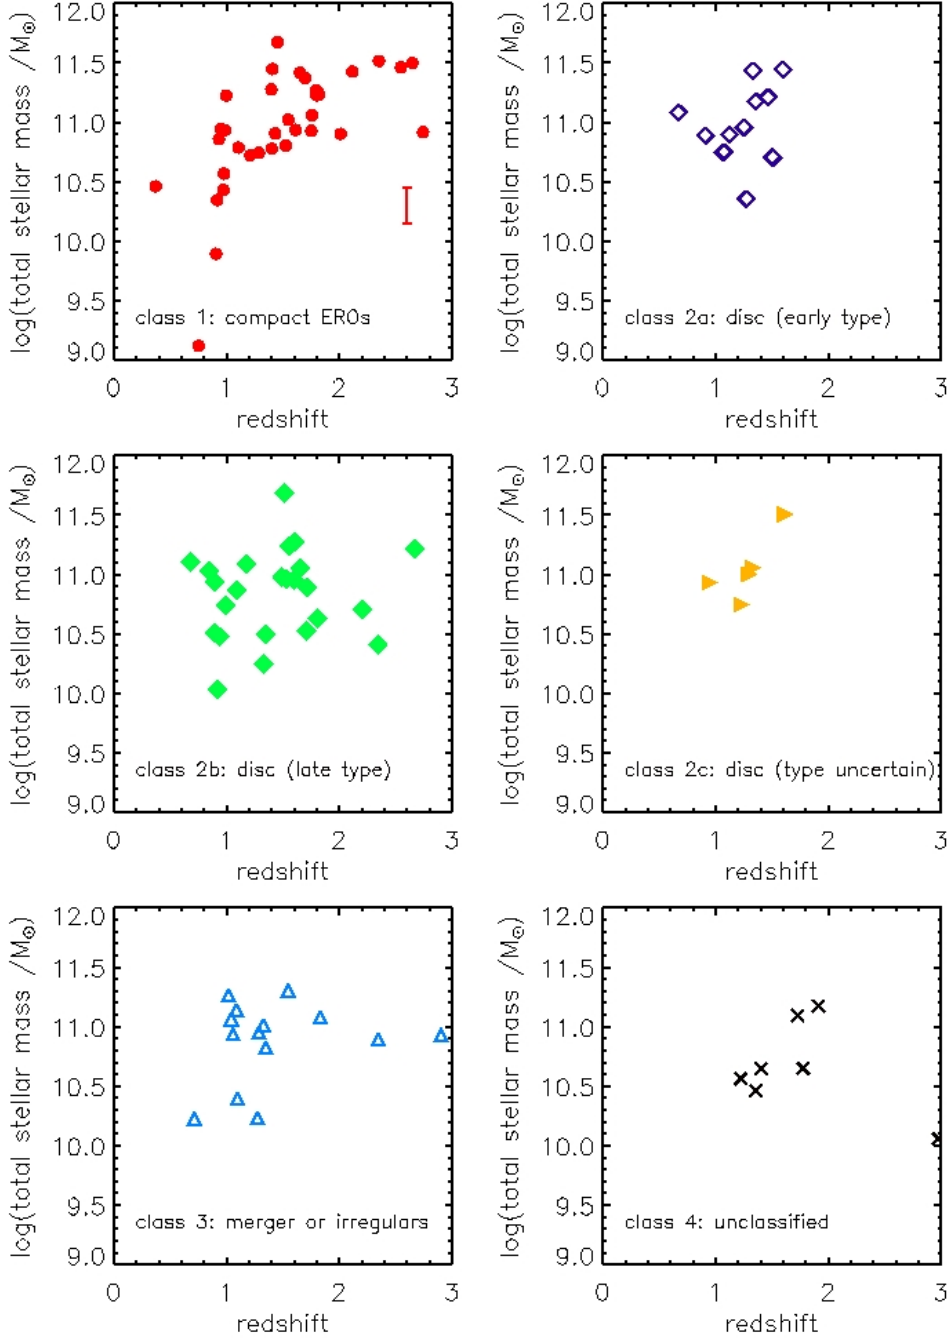 log(total stellar mass /M⊙)
12.0
11.5
11.0
10.5
10.0
9.5
9.0
class 1: compact EROs
0 1 2 3
redshift
log(total stellar mass /M⊙)
12.0
11.5
11.0
10.5
10.0
9.5
9.0
class 2a: disc (early type)
0 1 2 3
redshift
log(total stellar mass /M⊙)
12.0
11.5
11.0
10.5
10.0
9.5
9.0
class 2b: disc (late type)
0 1 2 3
redshift
log(total stellar mass /M⊙)
12.0
11.5
11.0
10.5
10.0
9.5
9.0
class 2c: disc (type uncertain)
0 1 2 3
redshift
log(total stellar mass /M⊙)
12.0
11.5
11.0
10.5
10.0
9.5
9.0
class 3: merger or irregulars
0 1 2 3
redshift
log(total stellar mass /M⊙)
12.0
11.5
11.0
10.5
10.0
9.5
9.0
class 4: unclassified
0 1 2 3
redshift